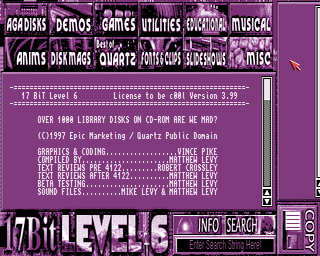 AGA DISKS DEMOS GAMES UTILITIES EDUCATIONAL MUSICAL
ANIMS DISK MAGS Best of QUARTZ FONTS & CLIPS SLIDESHOWS MISC
17 BiT Level 6 License to be c00l Version 3.99
OVER 1000 LIBRARY DISKS ON CD-ROM ARE WE MAD?
(C)1997 Epic Marketing / Quartz Public Domain
GRAPHICS & CODING..............VINCE PIKE
COMPILED BY..................MATTHEW LEVY
TEXT REVIEWS PRE 4122......ROBERT CROSSLEY
TEXT REVIEWS AFTER 4122......MATTHEW LEVY
BETA TESTING.................MATTHEW LEVY
SOUND FILES........MIKE LEVY & MATTHEW LEVY
17Bit LEVEL 6 INFO SEARCH
Enter Search String Here!
COPY